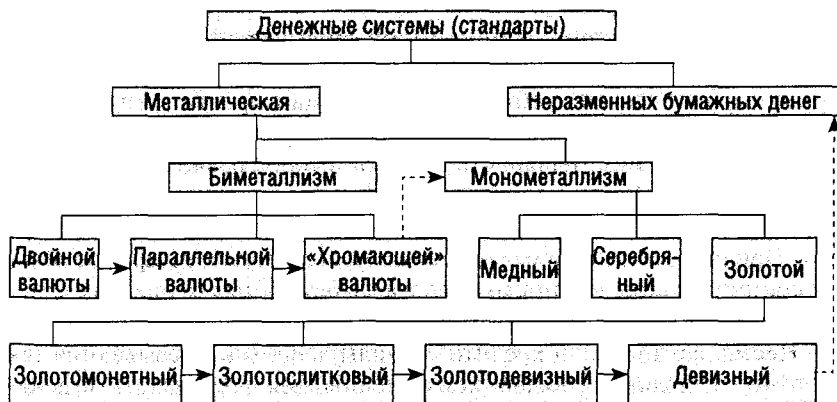 Денежные системы (стандарты)
Металлическая
Неразменных бумажных денег
Биметаллизм
Монометаллизм
Двойной
валюты
Параллельной
валюты
«Хромающей»
валюты
Медный
Серебря-
ный
Золотой
Золотомонетный
Золотослитковый
Золотодевизный
Девизный